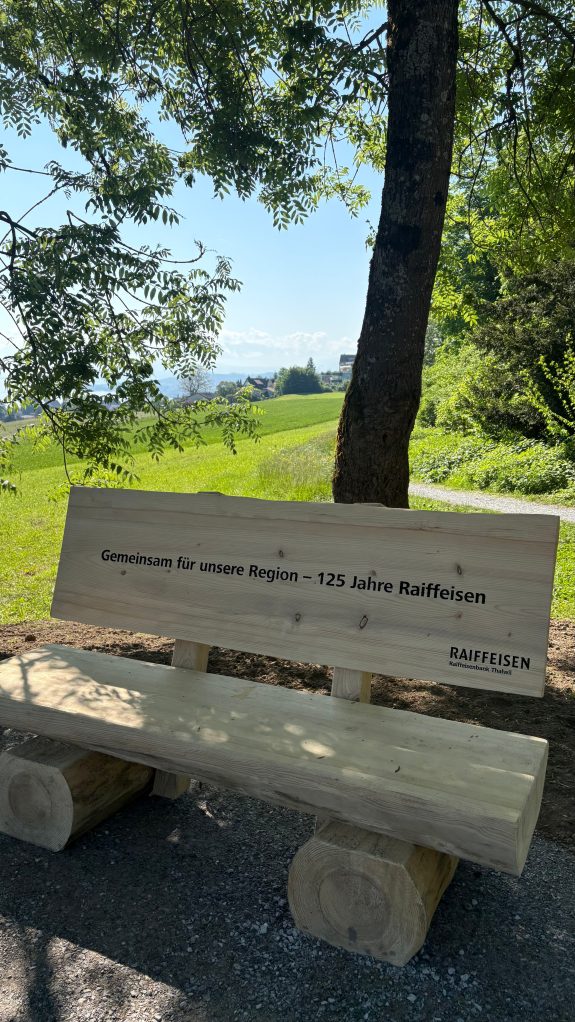 Gemeinsam für unsere Region – 125 Jahre Raiffeisen
RAIFFEISEN
Raiffeisenbank Thalwil